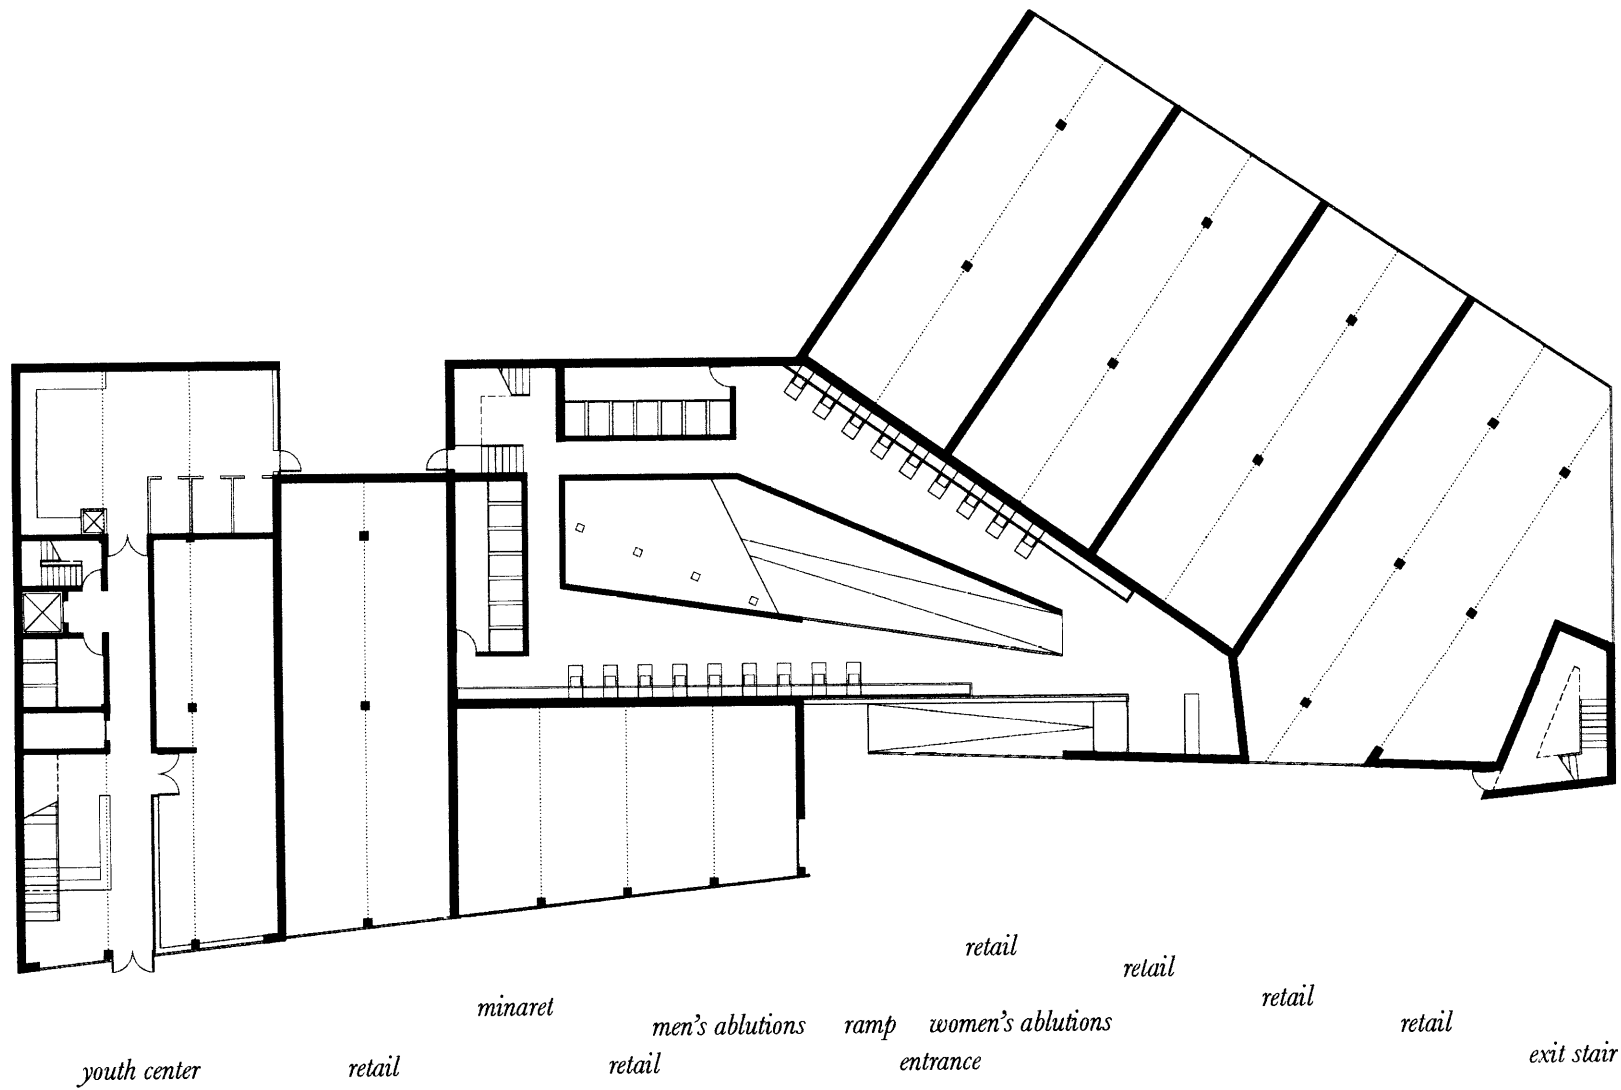 retail
retail
retail
minaret
men's ablutions ramp women's ablutions
retail
youth center retail retail entrance
exit stair